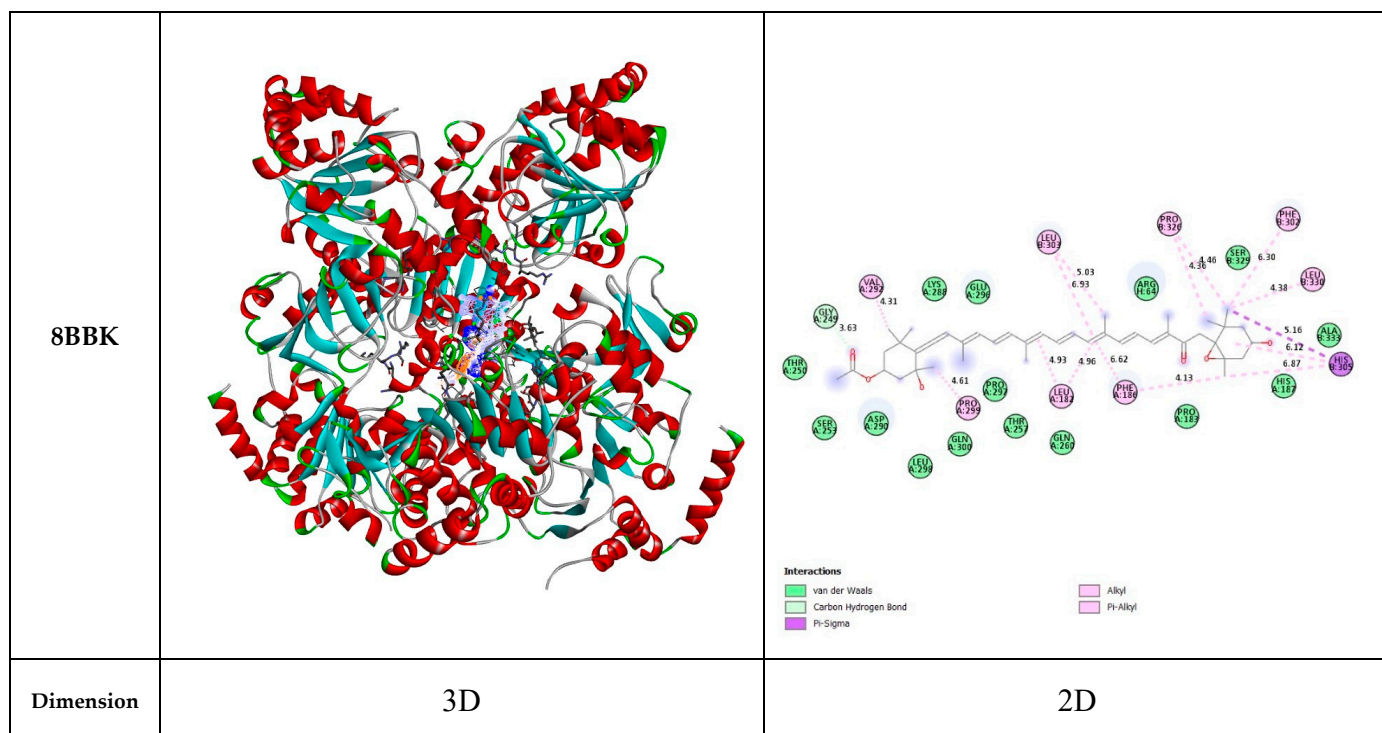 8BBK
LEU
B:303
PRO
B:326
PHE
B:302
SER
B:329
LEU
B:330
VAL
A:292
LYS
A:288
GLU
A:296
ARG
H:64
GLY
A:249
ALA
B:333
HIS
B:305
THR
A:250
PRO
A:299
LEU
A:182
PHE
A:186
HIS
A:187
PRO
A:183
SER
A:253
ASP
A:290
LEU
A:298
GLN
A:300
THR
A:257
GLN
A:260
5.03
6.93
4.46
4.36
6.30
4.38
4.31
3.63
5.16
6.12
6.87
4.93
4.96
6.62
4.13
4.61
O
O
O
O
O
O
Interactions
van der Waals
Carbon Hydrogen Bond
Pi-Sigma
Alkyl
Pi-Alkyl
Dimension
3D
2D